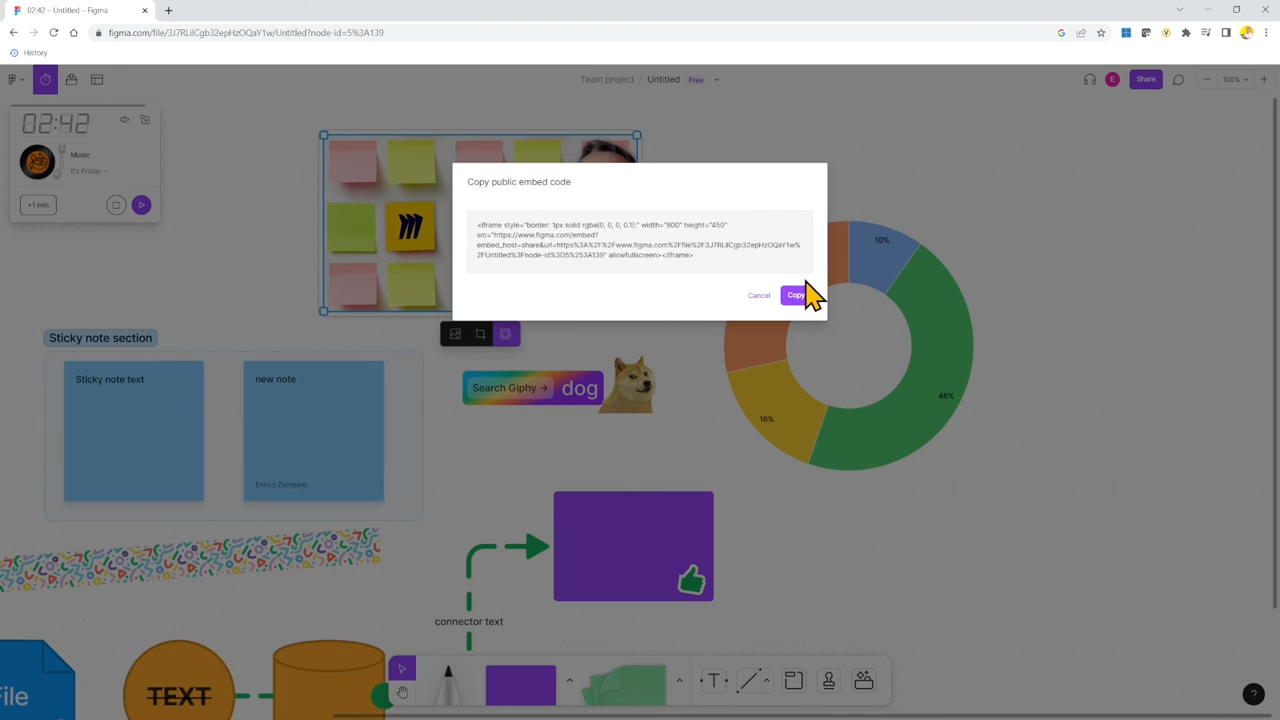 02:42 – Untitled – Figma
figma.com/file/3J7RLilCgb32epHzOQaY1w/Untitled?node-id=5%3A139
History
Team project / Untitled Free
E
Share
100%
02:42
Music
It's Friday
+1 min
Copy public embed code
<iframe style="border: 1px solid rgba(0, 0, 0, 0.1);" width="800" height="450"
src="https://www.figma.com/embed?
embed_host=share&url=https%3A%2F%2Fwww.figma.com%2Ffile%2F3J7RLilCgb32epHzOQaY1w%
2FUntitled%3Fnode-id%3D5%253A139" allowfullscreen></iframe>
Cancel
Copy
10%
46%
16%
Sticky note section
Sticky note text
new note
Enrico Zainparo
Search Giphy →
dog
connector text
File
TEXT
T
?